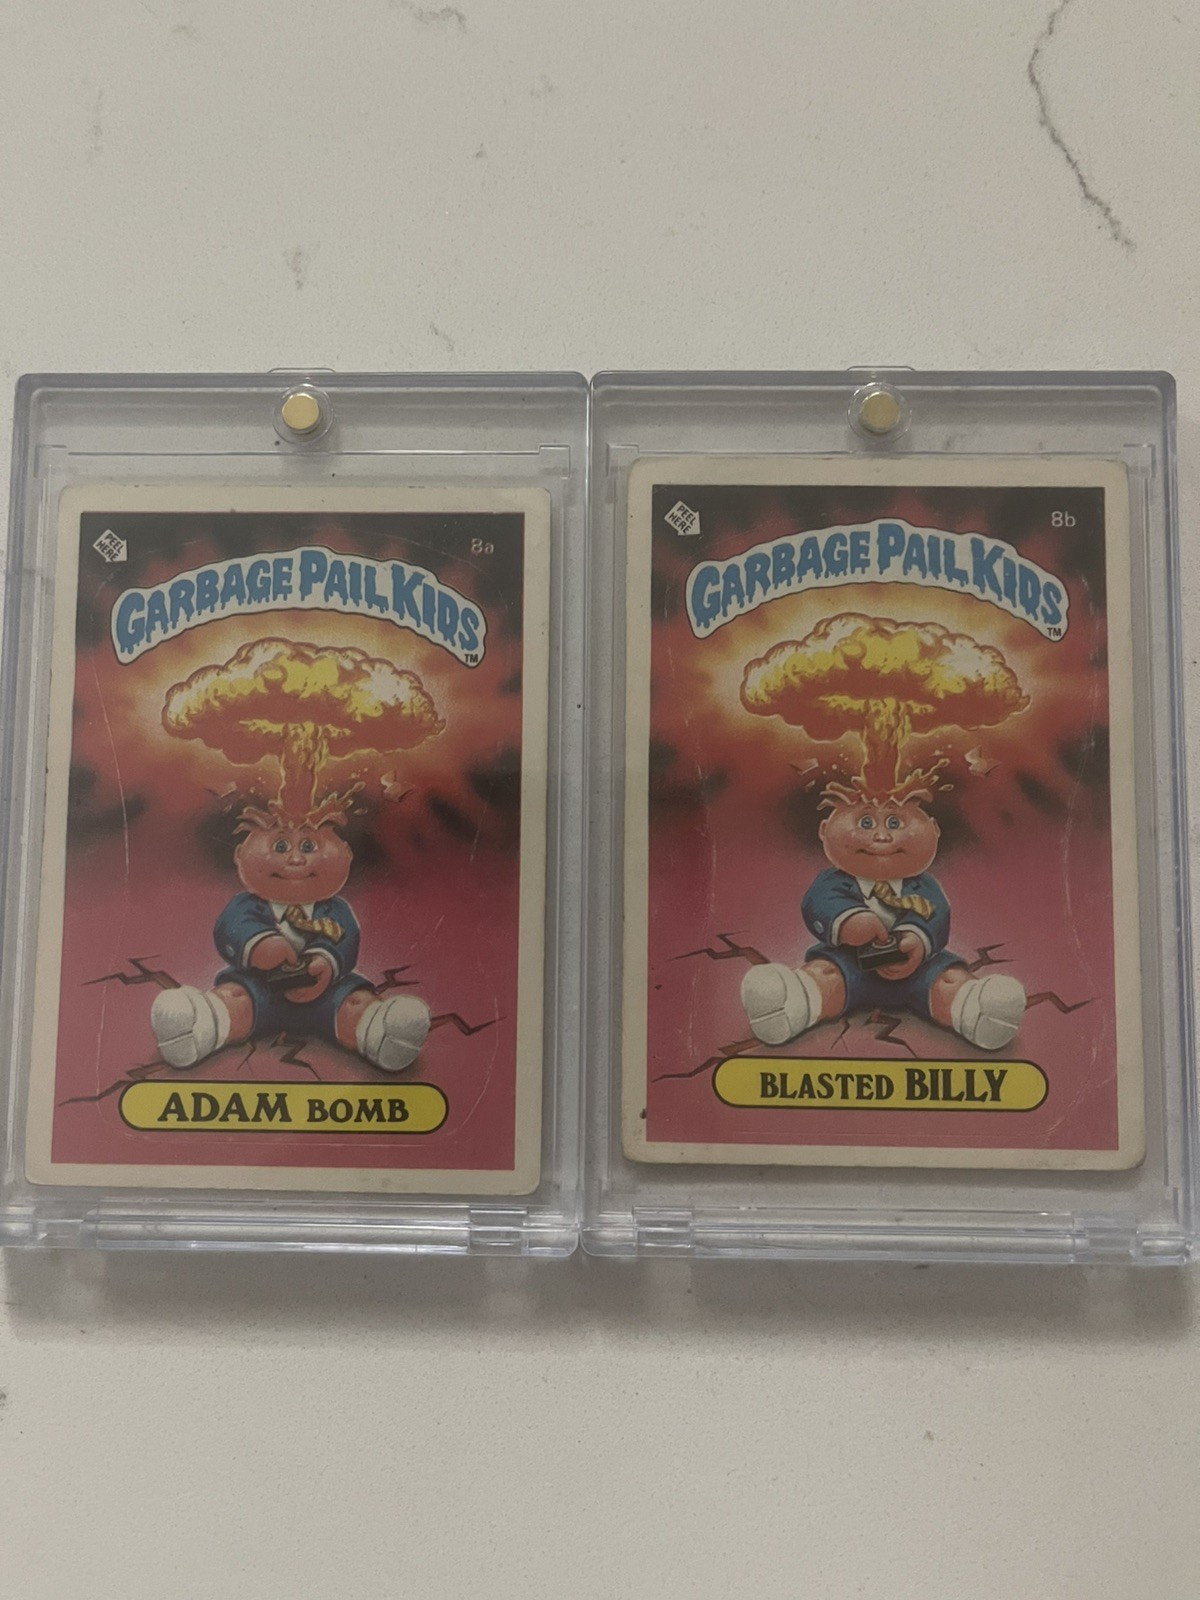 PEEL
HERE
8a
GARBAGE PAIL KIDS
TM
ADAM BOMB
PEEL
HERE
8b
GARBAGE PAIL KIDS
TM
BLASTED BILLY